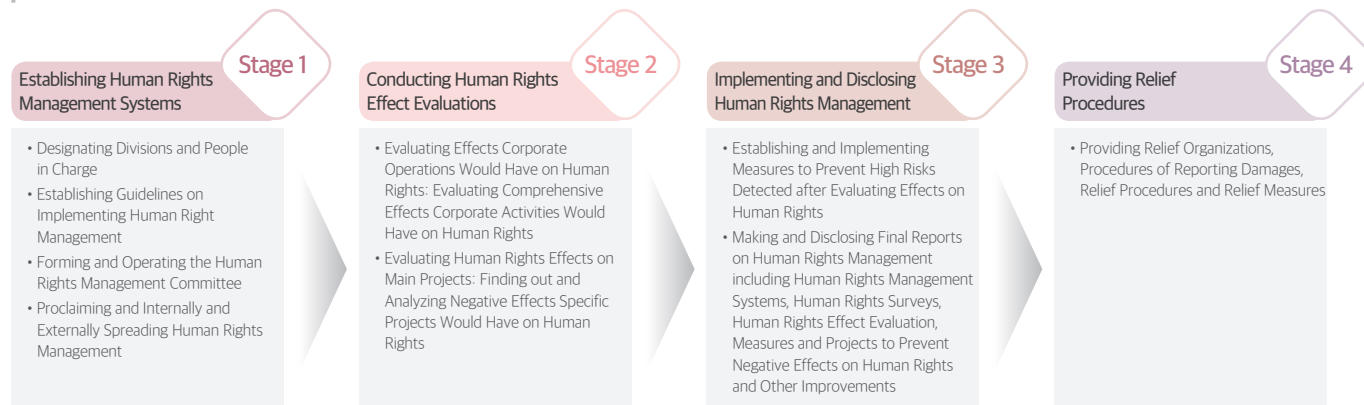 Stage 1
Establishing Human Rights
Management Systems
• Designating Divisions and People
in Charge
• Establishing Guidelines on
Implementing Human Right
Management
• Forming and Operating the Human
Rights Management Committee
• Proclaiming and Internally and
Externally Spreading Human Rights
Management
Stage 2
Conducting Human Rights
Effect Evaluations
• Evaluating Effects Corporate
Operations Would Have on Human
Rights: Evaluating Comprehensive
Effects Corporate Activities Would
Have on Human Rights
• Evaluating Human Rights Effects on
Main Projects: Finding out and
Analyzing Negative Effects Specific
Projects Would Have on Human
Rights
Stage 3
Implementing and Disclosing
Human Rights Management
• Establishing and Implementing
Measures to Prevent High Risks
Detected after Evaluating Effects on
Human Rights
• Making and Disclosing Final Reports
on Human Rights Management
including Human Rights Management
Systems, Human Rights Surveys,
Human Rights Effect Evaluation,
Measures and Projects to Prevent
Negative Effects on Human Rights
and Other Improvements
Stage 4
Providing Relief
Procedures
• Providing Relief Organizations,
Procedures of Reporting Damages,
Relief Procedures and Relief Measures